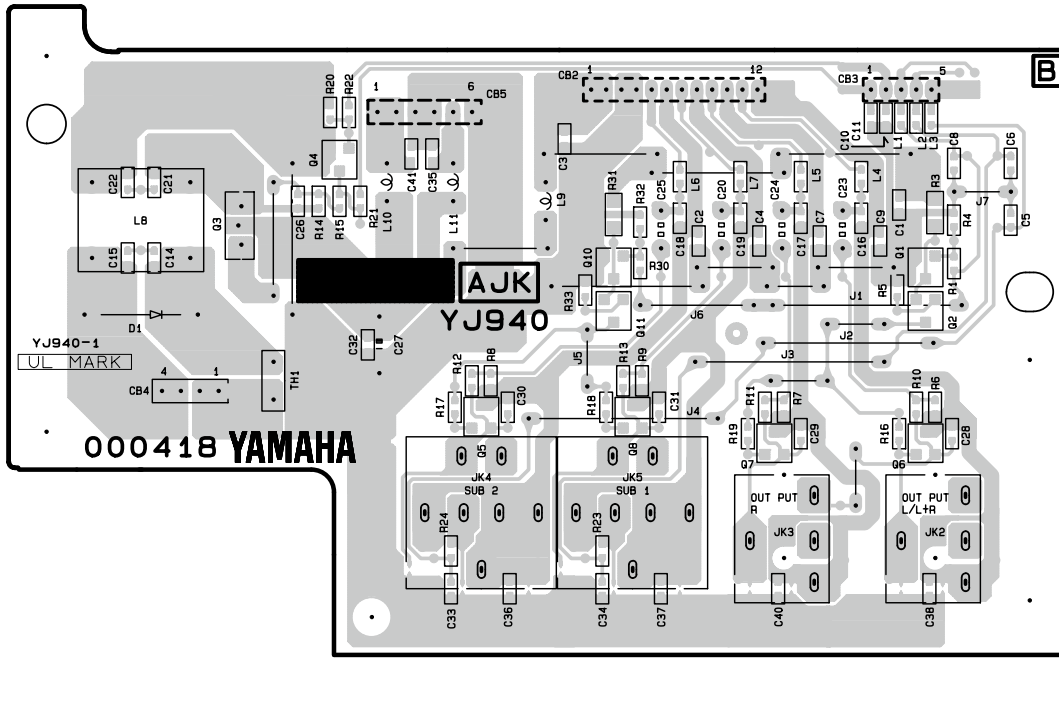 B
1 12
CB2
CB3
1 5
R20
R22
1 6
CB5
C11
C10
L1
L2
L3
C8
C6
Q4
C3
C22
C21
C41
C35
L10
L11
L9
R31
R32
C25
L6
C20
L7
C24
L5
C23
L4
C1
R3
R4
J7
C5
L8
Q3
C26
R14
R15
R21
C18
C2
C19
C4
C17
C7
C16
C9
Q1
C15
C14
Q10
R30
R33
R5
R1
AJK
YJ940
Q11
J6
J1
Q2
D1
YJ940-1
UL MARK
C32
C27
J5
J2
J3
CB4
4 1
TH1
R12
R8
R13
R9
R17
C30
R18
C31
J4
R11
R7
R10
R6
R19
C29
R16
C28
000418 YAMAHA
Q5
Q8
Q7
Q6
JK4
SUB 2
JK5
SUB 1
OUT PUT
R
OUT PUT
L/L+R
R24
R23
JK3
JK2
C33
C36
C34
C37
C40
C38